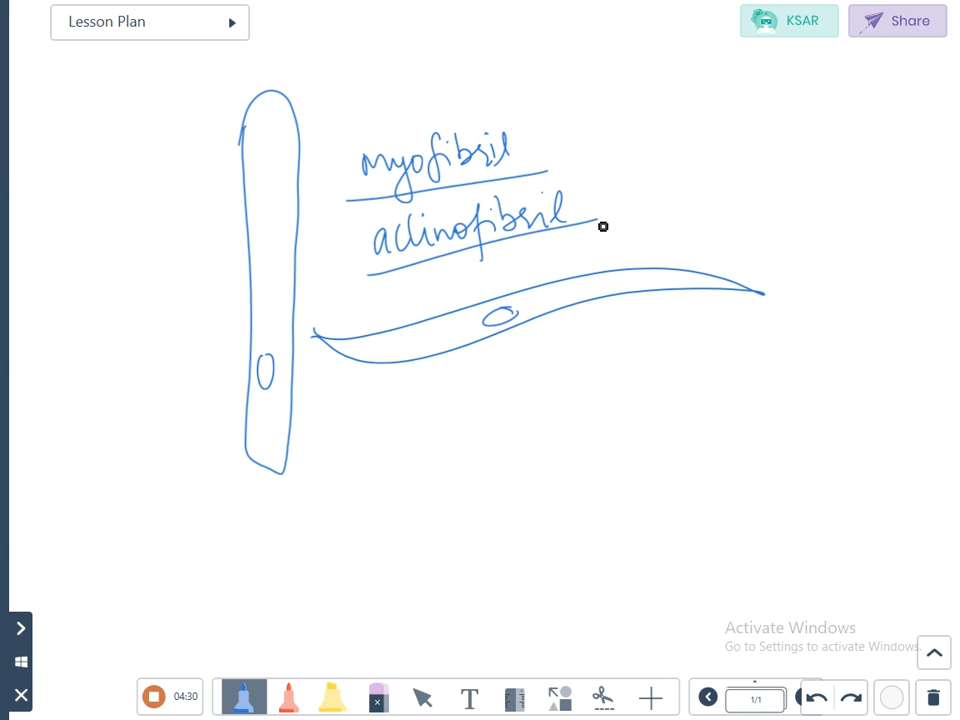 Lesson Plan
KSAR
Share
myofibril
actinofibril
Activate Windows
Go to Settings to activate Windows.
04:30
T
1/1